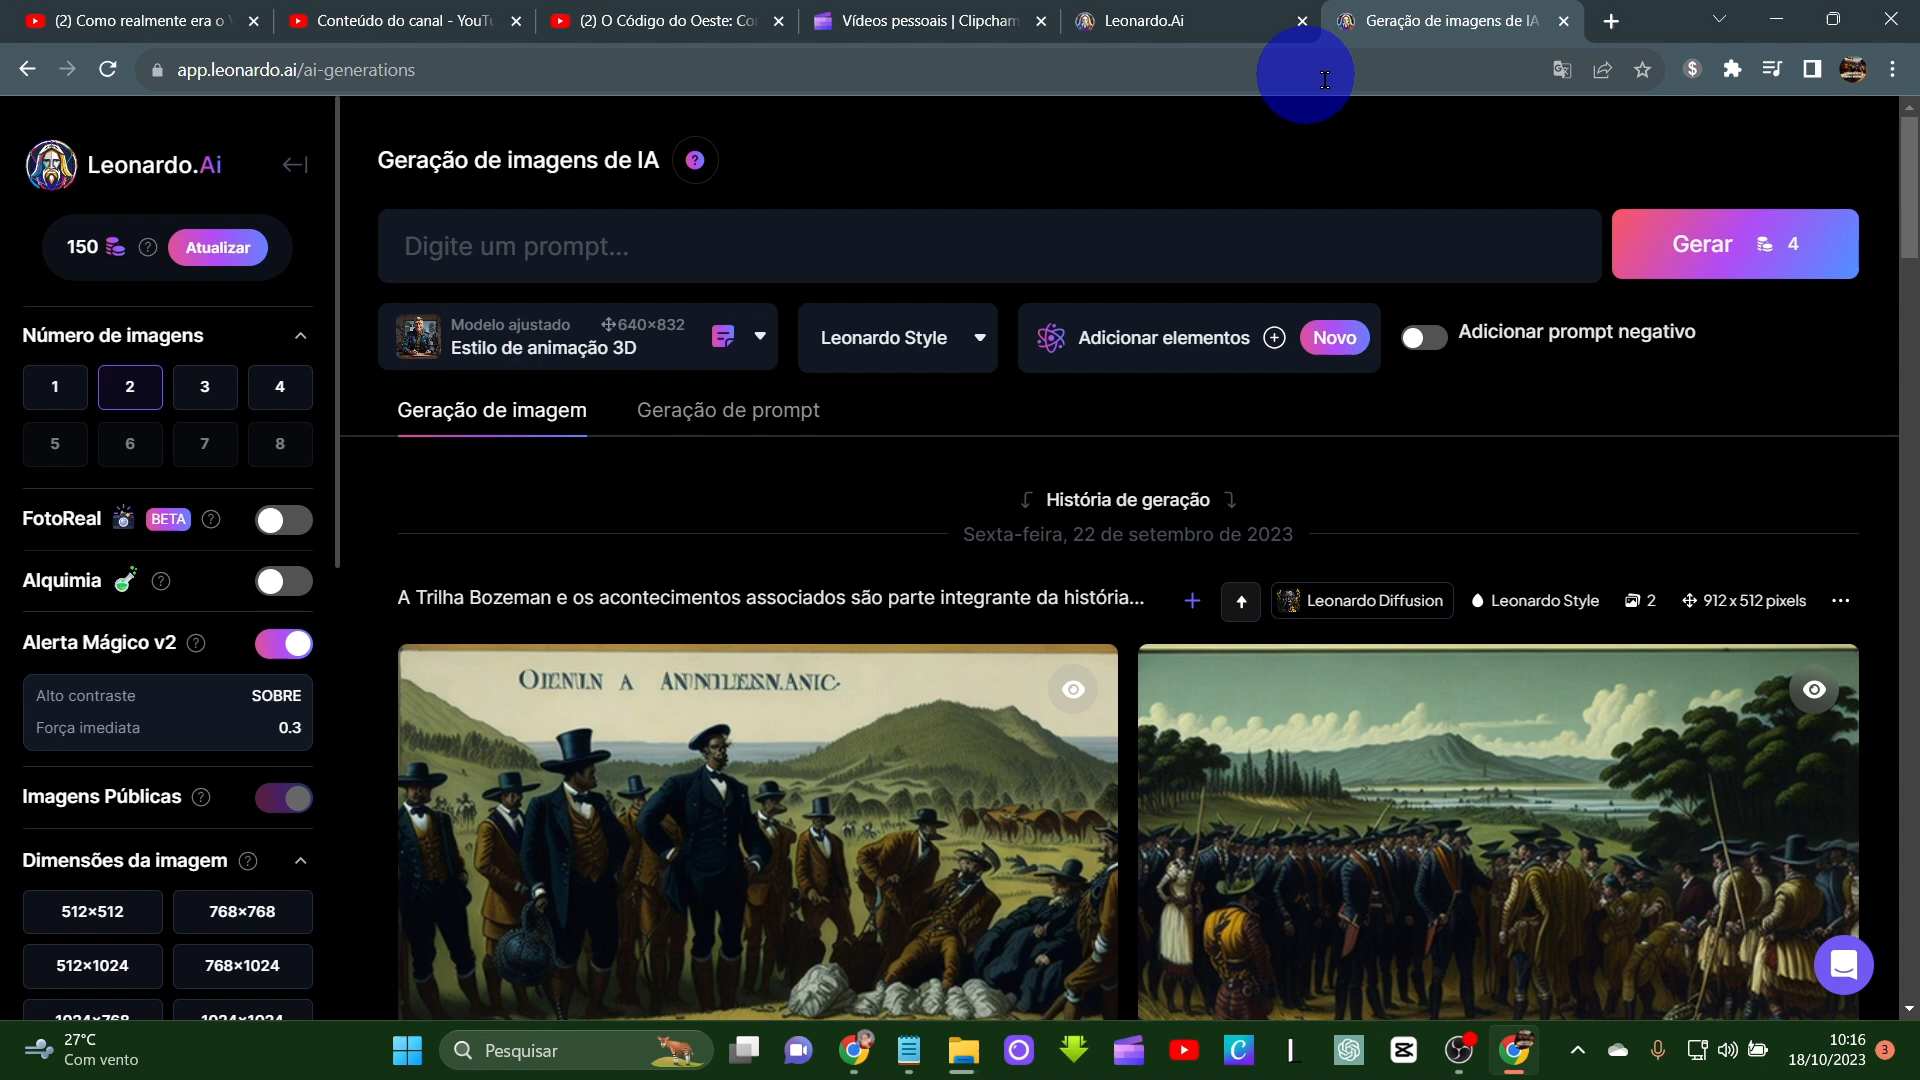 (2) Como realmente era o
Conteúdo do canal - YouTu
(2) O Código do Oeste: Co
Vídeos pessoais | Clipcham
Leonardo.Ai
Geração de imagens de IA
app.leonardo.ai/ai-generations
Leonardo.Ai
150
Atualizar
Número de imagens
1 2 3 4
5 6 7 8
FotoReal BETA
Alquimia
Alerta Mágico v2
Alto contraste SOBRE
Força imediata 0.3
Imagens Públicas
Dimensões da imagem
512×512 768×768
512×1024 768×1024
1024×768 1024×1024
Geração de imagens de IA
Digite um prompt...
Gerar 4
Modelo ajustado 640×832
Estilo de animação 3D
Leonardo Style
Adicionar elementos Novo
Adicionar prompt negativo
Geração de imagem Geração de prompt
História de geração
Sexta-feira, 22 de setembro de 2023
A Trilha Bozeman e os acontecimentos associados são parte integrante da história...
Leonardo Diffusion Leonardo Style 2 912 x 512 pixels
27°C
Com vento
Pesquisar
10:16
18/10/2023
3